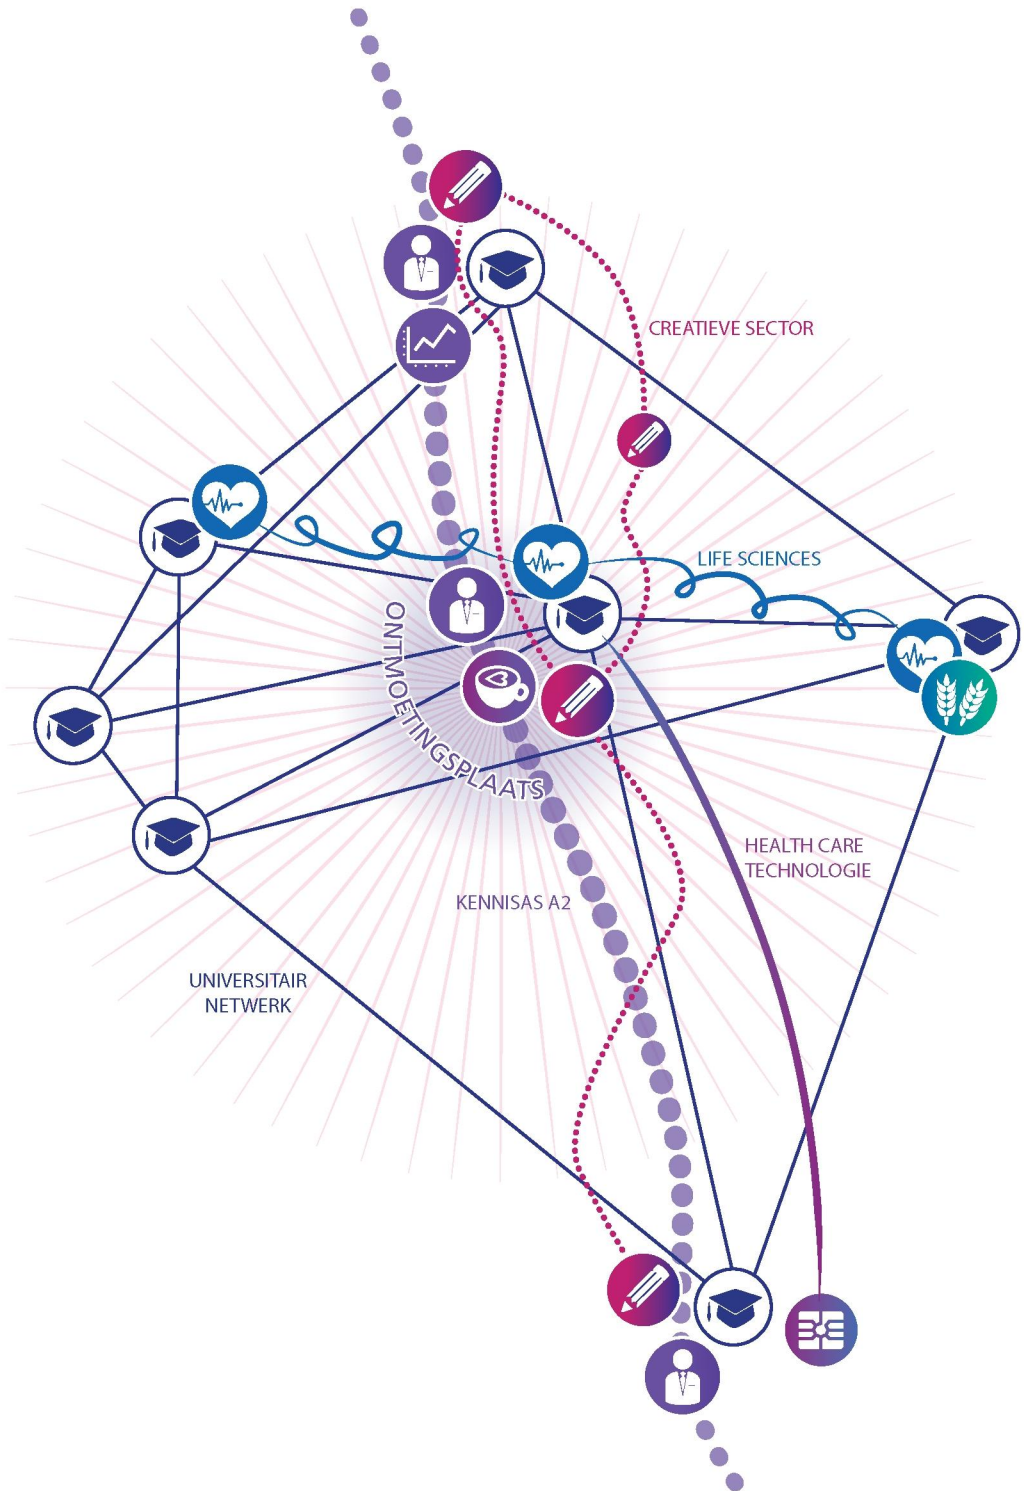 CREATIEVE SECTOR
LIFE SCIENCES
ONTMOETINGSPLAATS
HEALTH CARE
TECHNOLOGIE
KENNISAS A2
UNIVERSITAIR
NETWERK